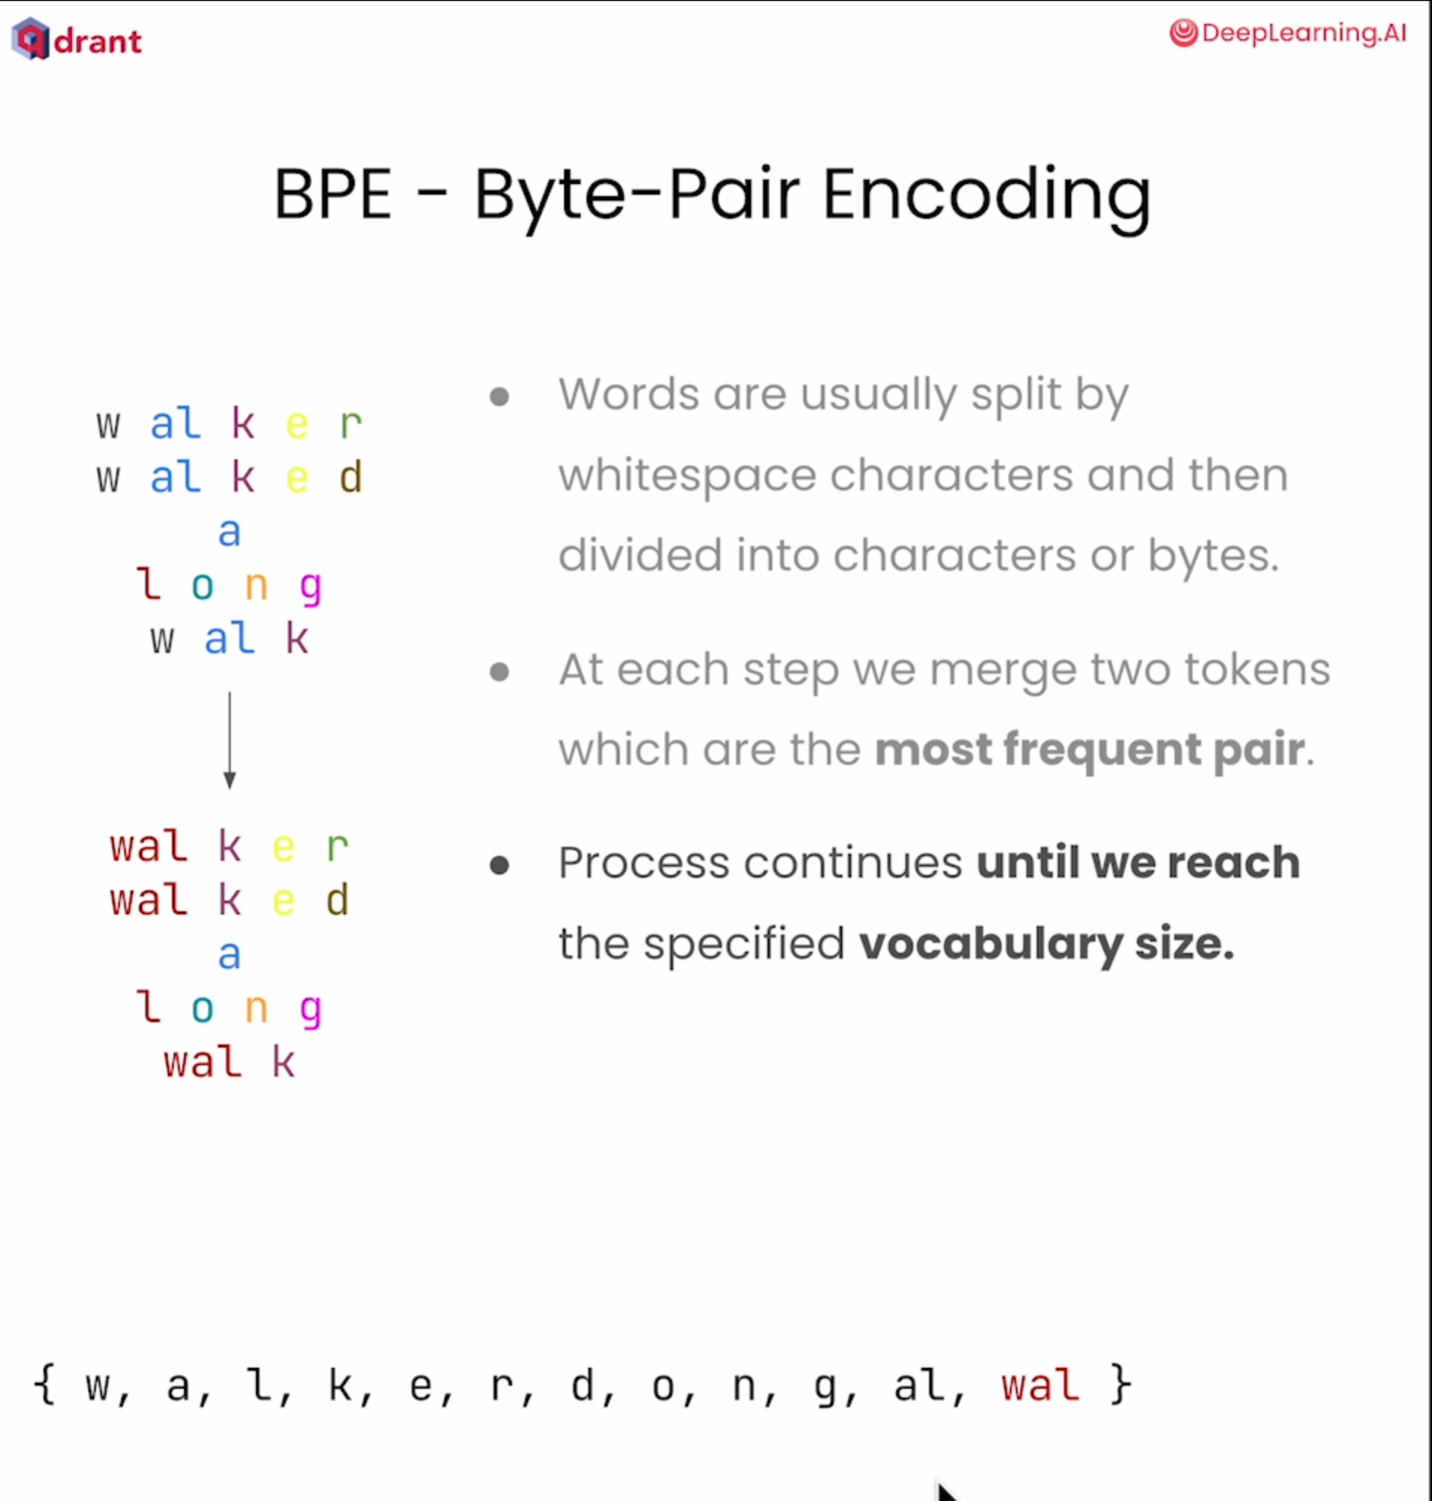 qdrant
DeepLearning.AI
BPE - Byte-Pair Encoding
w al k e r
w al k e d
a
l o n g
w al k
wal k e r
wal k e d
a
l o n g
wal k
● Words are usually split by
whitespace characters and then
divided into characters or bytes.
● At each step we merge two tokens
which are the most frequent pair.
● Process continues until we reach
the specified vocabulary size.
{ w, a, l, k, e, r, d, o, n, g, al, wal }